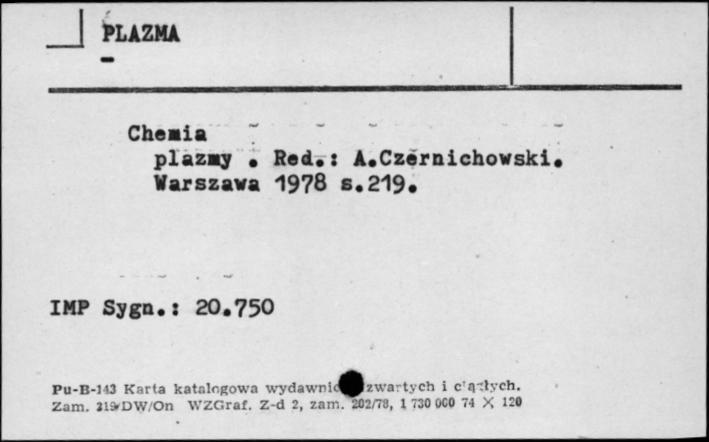 PLAZMA
Chemia
plazmy . Red.: A.Czernichowski.
Warszawa 1978 s.219.
IMP Sygn.: 20.750
Pu-B-143 Karta katalogowa wydawnic zwartych i c'ągłych.
Zam. 319/DW/On WZGraf. Z-d 2, zam. 202/78, 1 730 000 74 X 120